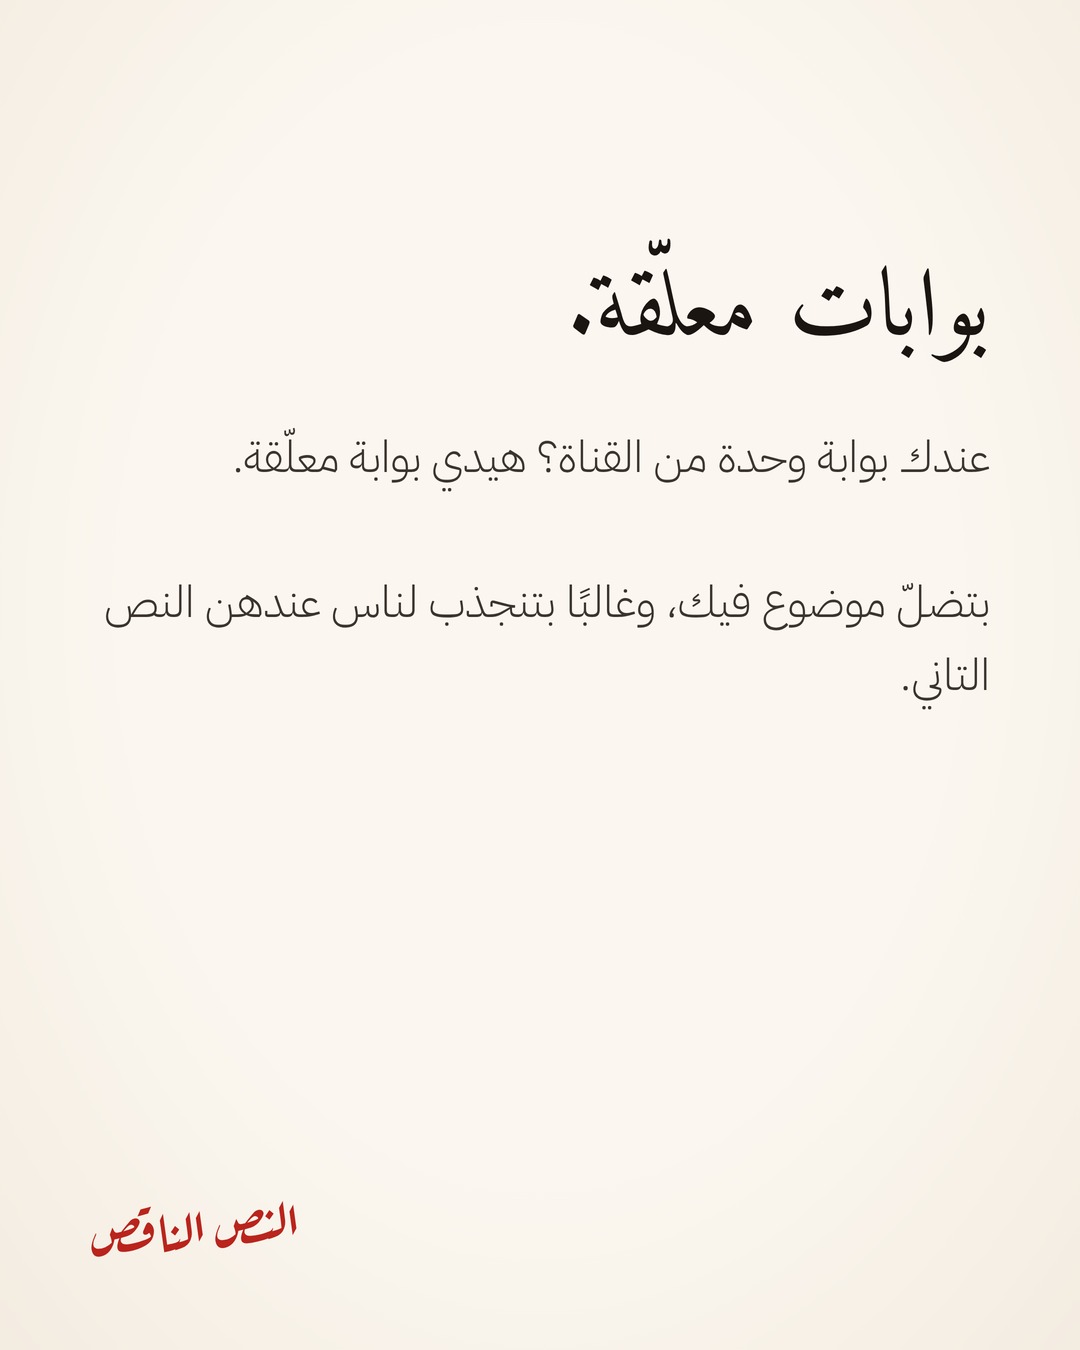 بوابات معلّقة.
عندك بوابة وحدة من القناة؟ هيدي بوابة معلّقة.
بتضلّ موضوع فيك، وغالبًا بتنجذب لناس عندهن النص
التاني.
النص الناقص